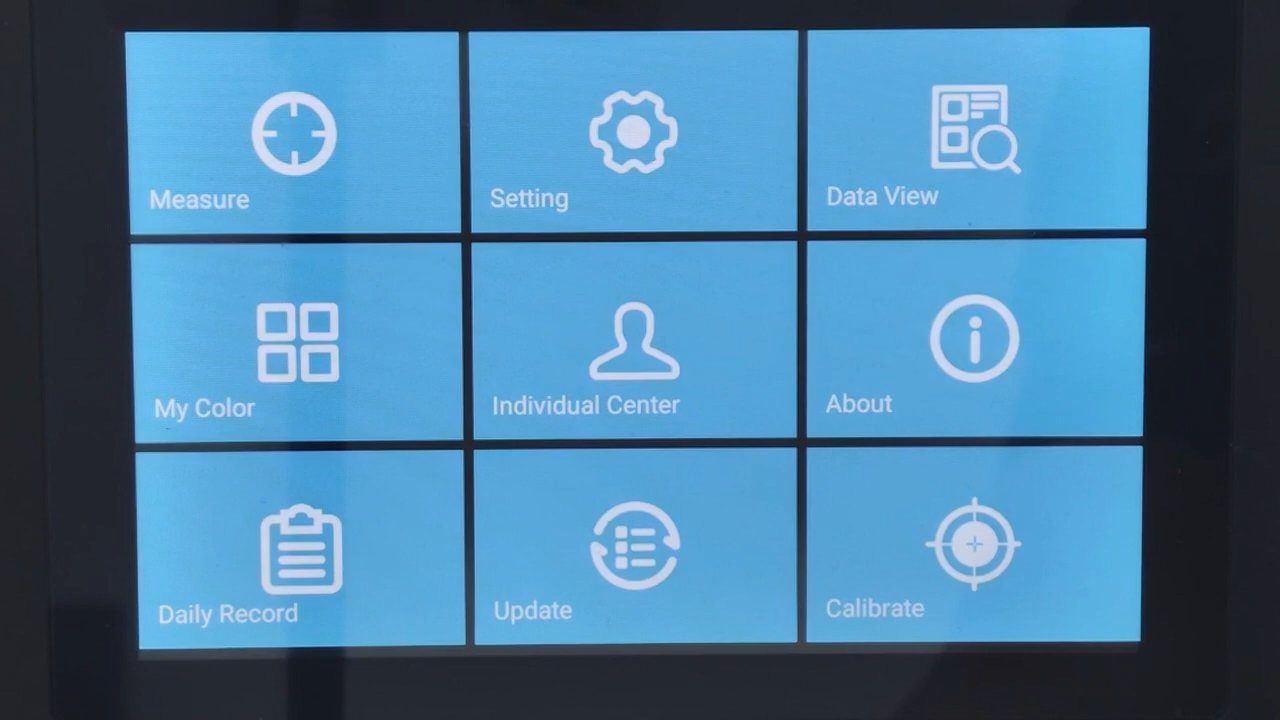 Measure
Setting
Data View
My Color
Individual Center
About
Daily Record
Update
Calibrate